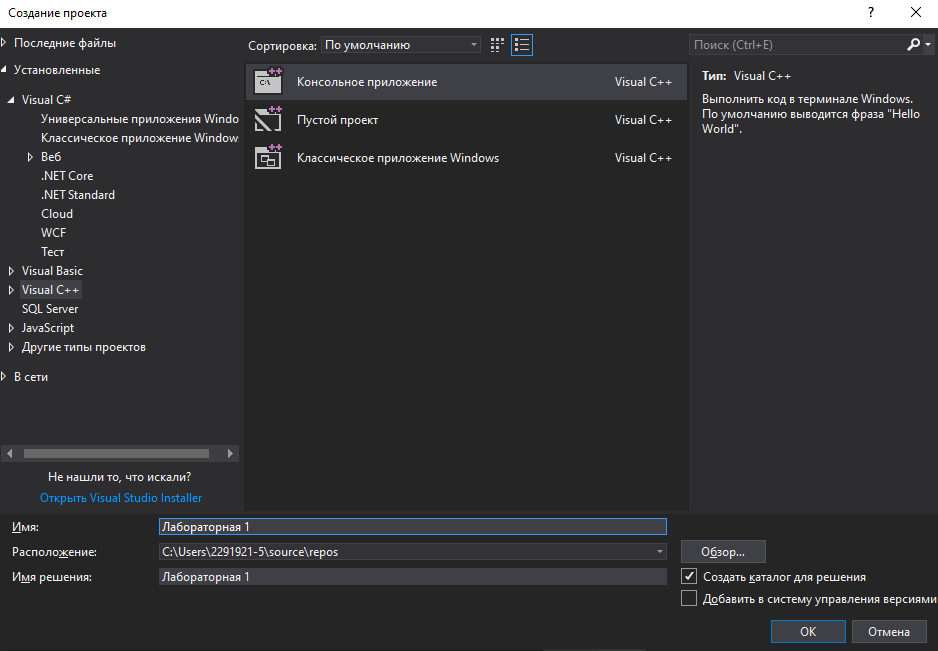 Создание проекта
?
Последние файлы
Установленные
Visual C#
Универсальные приложения Windo
Классическое приложение Window
Веб
.NET Core
.NET Standard
Cloud
WCF
Тест
Visual Basic
Visual C++
SQL Server
JavaScript
Другие типы проектов
В сети
Не нашли то, что искали?
Открыть Visual Studio Installer
Сортировка: По умолчанию
Консольное приложение Visual C++
Пустой проект Visual C++
Классическое приложение Windows Visual C++
Поиск (Ctrl+E)
Тип: Visual C++
Выполнить код в терминале Windows.
По умолчанию выводится фраза "Hello
World".
Имя: Лабораторная 1
Расположение: C:\Users\2291921-5\source\repos
Обзор...
Имя решения: Лабораторная 1
Создать каталог для решения
Добавить в систему управления версиями
ОК
Отмена